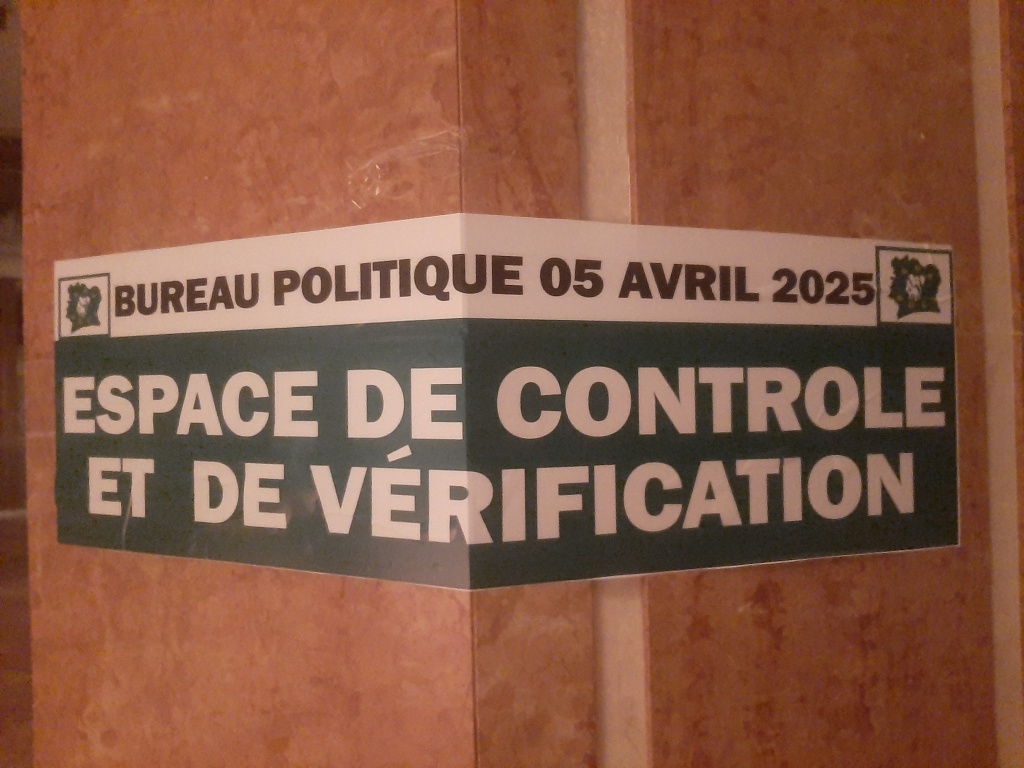 BUREAU POLITIQUE 05 AVRIL 2025
ESPACE DE CONTROLE
ET DE VÉRIFICATION